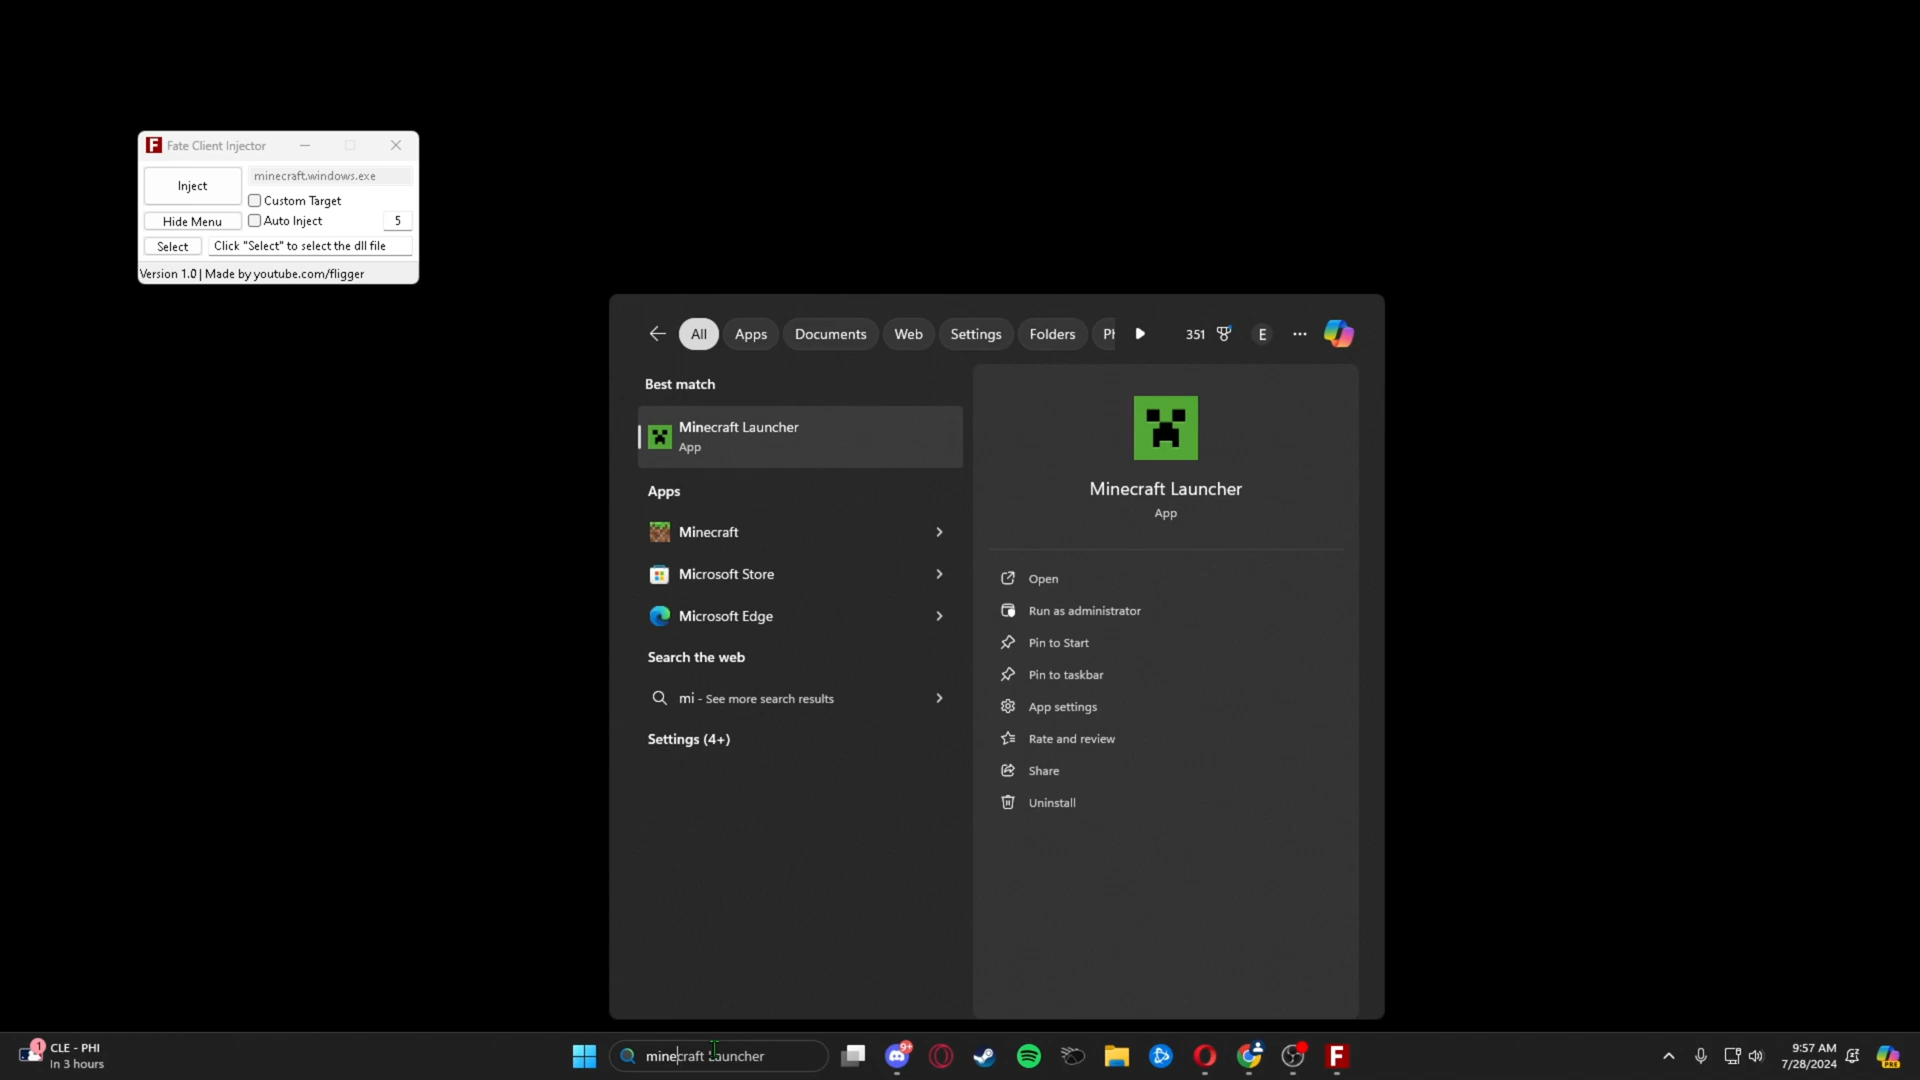 Fate Client Injector
Inject
minecraft.windows.exe
Custom Target
Hide Menu
Auto Inject
5
Select
Click "Select" to select the dll file
Version 1.0 | Made by youtube.com/fligger
All
Apps
Documents
Web
Settings
Folders
Ph
351
E
Best match
Minecraft Launcher
App
Apps
Minecraft
Microsoft Store
Microsoft Edge
Search the web
mi - See more search results
Settings (4+)
Minecraft Launcher
App
Open
Run as administrator
Pin to Start
Pin to taskbar
App settings
Rate and review
Share
Uninstall
1
CLE - PHI
In 3 hours
minecraft launcher
9+
F
9:57 AM
7/28/2024
PRE